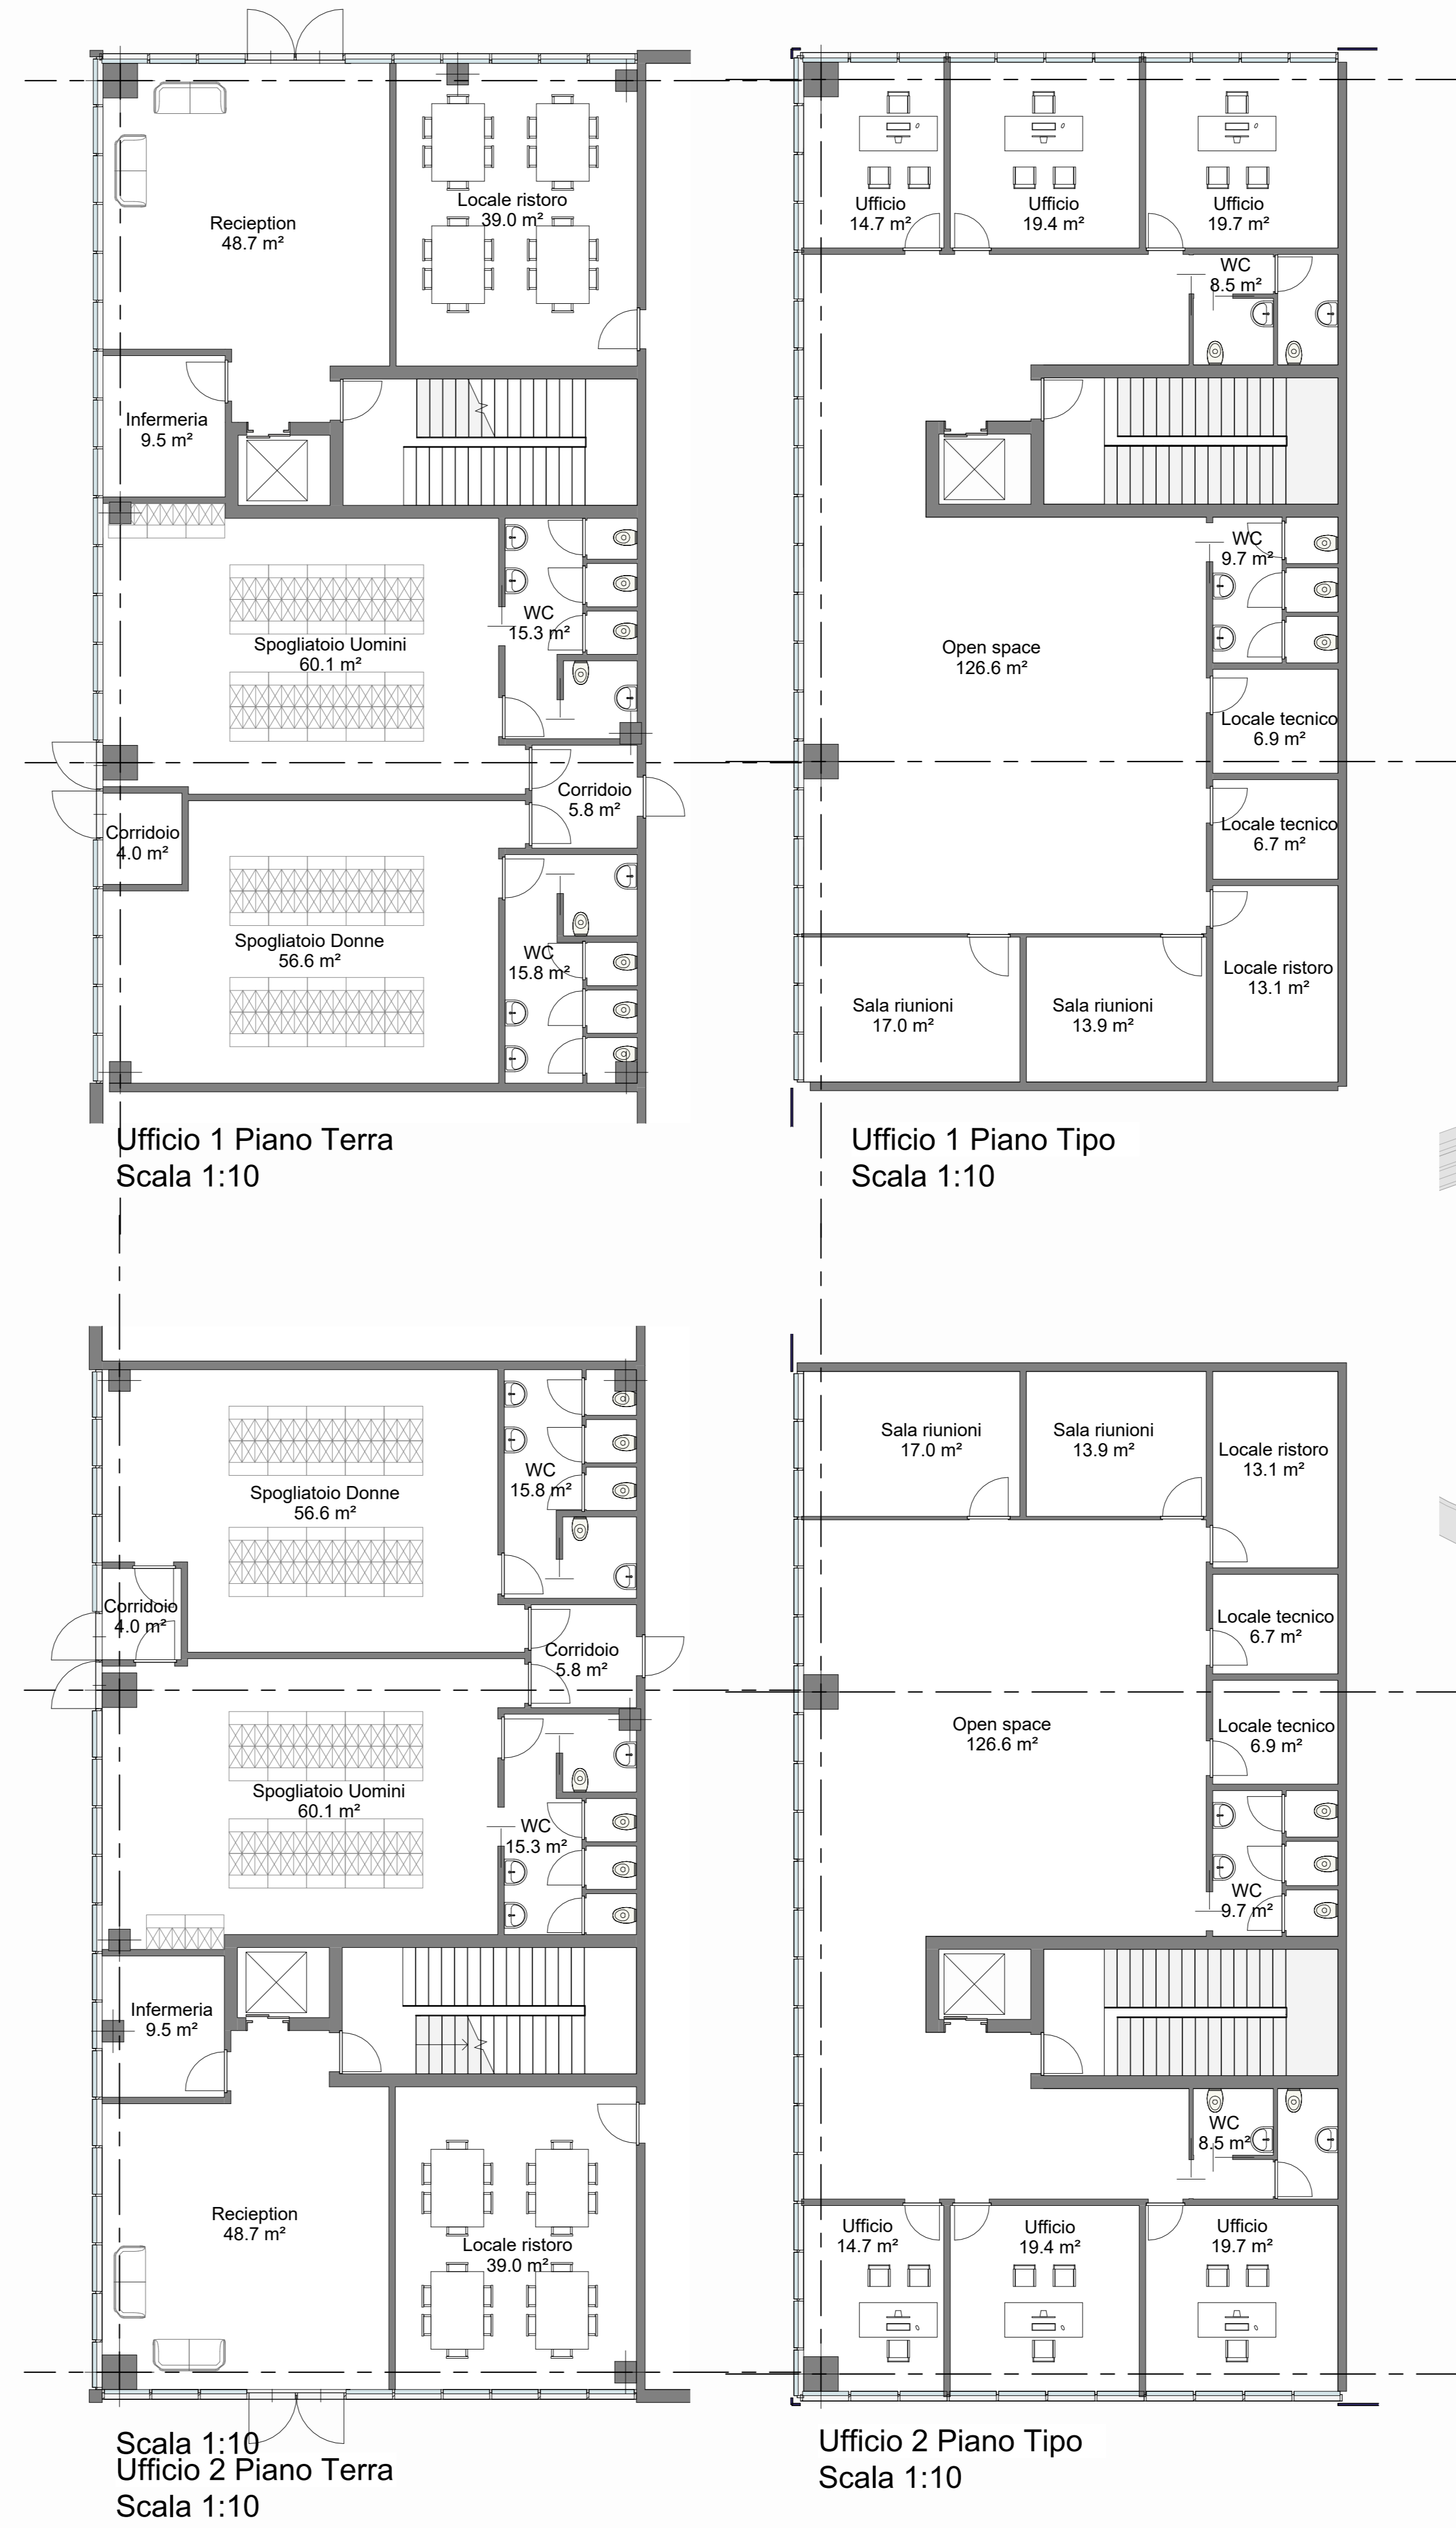 Reception
48.7 m²
Locale ristoro
39.0 m²
Infermeria
9.5 m²
Spogliatoio Uomini
60.1 m²
WC
15.3 m²
Corridoio
5.8 m²
Corridoio
4.0 m²
Spogliatoio Donne
56.6 m²
WC
15.8 m²
Ufficio 1 Piano Terra
Scala 1:10
Ufficio
14.7 m²
Ufficio
19.4 m²
Ufficio
19.7 m²
WC
8.5 m²
WC
9.7 m²
Open space
126.6 m²
Locale tecnico
6.9 m²
Locale tecnico
6.7 m²
Locale ristoro
13.1 m²
Sala riunioni
17.0 m²
Sala riunioni
13.9 m²
Ufficio 1 Piano Tipo
Scala 1:10
Spogliatoio Donne
56.6 m²
WC
15.8 m²
Corridoio
4.0 m²
Corridoio
5.8 m²
Spogliatoio Uomini
60.1 m²
WC
15.3 m²
Infermeria
9.5 m²
Reception
48.7 m²
Locale ristoro
39.0 m²
Scala 1:10
Ufficio 2 Piano Terra
Scala 1:10
Sala riunioni
17.0 m²
Sala riunioni
13.9 m²
Locale ristoro
13.1 m²
Locale tecnico
6.7 m²
Open space
126.6 m²
Locale tecnico
6.9 m²
WC
9.7 m²
WC
8.5 m²
Ufficio
14.7 m²
Ufficio
19.4 m²
Ufficio
19.7 m²
Ufficio 2 Piano Tipo
Scala 1:10